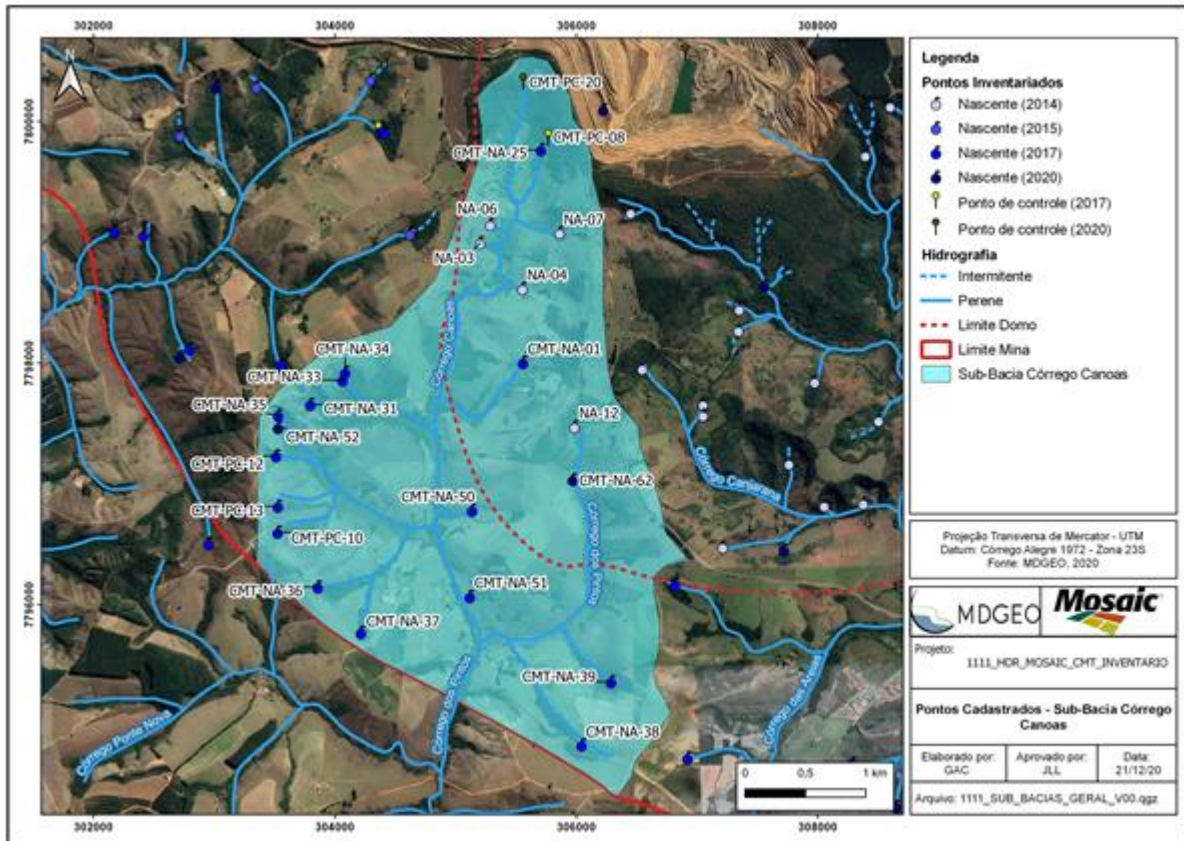 302000 304000 306000 308000
N
7800000
7798000
7796000
CMT-PC-20
CMT-PC-08
CMT-NA-25
NA-06
NA-07
NA-03
NA-04
Córrego Canoas
CMT-NA-34
CMT-NA-01
CMT-NA-33
CMT-NA-31
CMT-NA-35
NA-12
CMT-NA-52
CMT-PC-12
CMT-NA-62
CMT-PC-13
CMT-NA-50
CMT-PC-10
CMT-NA-51
CMT-NA-36
CMT-NA-37
CMT-NA-39
CMT-NA-38
Córrego Ponte Nova
Córrego dos Pintos
Córrego dos Pintos
Córrego das Areias
0 0,5 1 km
302000 304000 306000 308000
Legenda
Pontos Inventariados
Nascente (2014)
Nascente (2015)
Nascente (2017)
Nascente (2020)
Ponto de controle (2017)
Ponto de controle (2020)
Hidrografia
Intermitente
Perene
Limite Domo
Limite Mina
Sub-Bacia Córrego Canoas
Projeção Transversa de Mercator - UTM
Datum: Córrego Alegre 1972 - Zona 23S
Fonte: MDGEO, 2020
MDGEO
Mosaic
Projeto:
1111_HDR_MOSAIC_CMT_INVENTARIO
Pontos Cadastrados - Sub-Bacia Córrego
Canoas
Elaborado por:
GAC
Aprovado por:
JLL
Data:
21/12/20
Arquivo: 1111_SUB_BACIAS_GERAL_V00.qgz